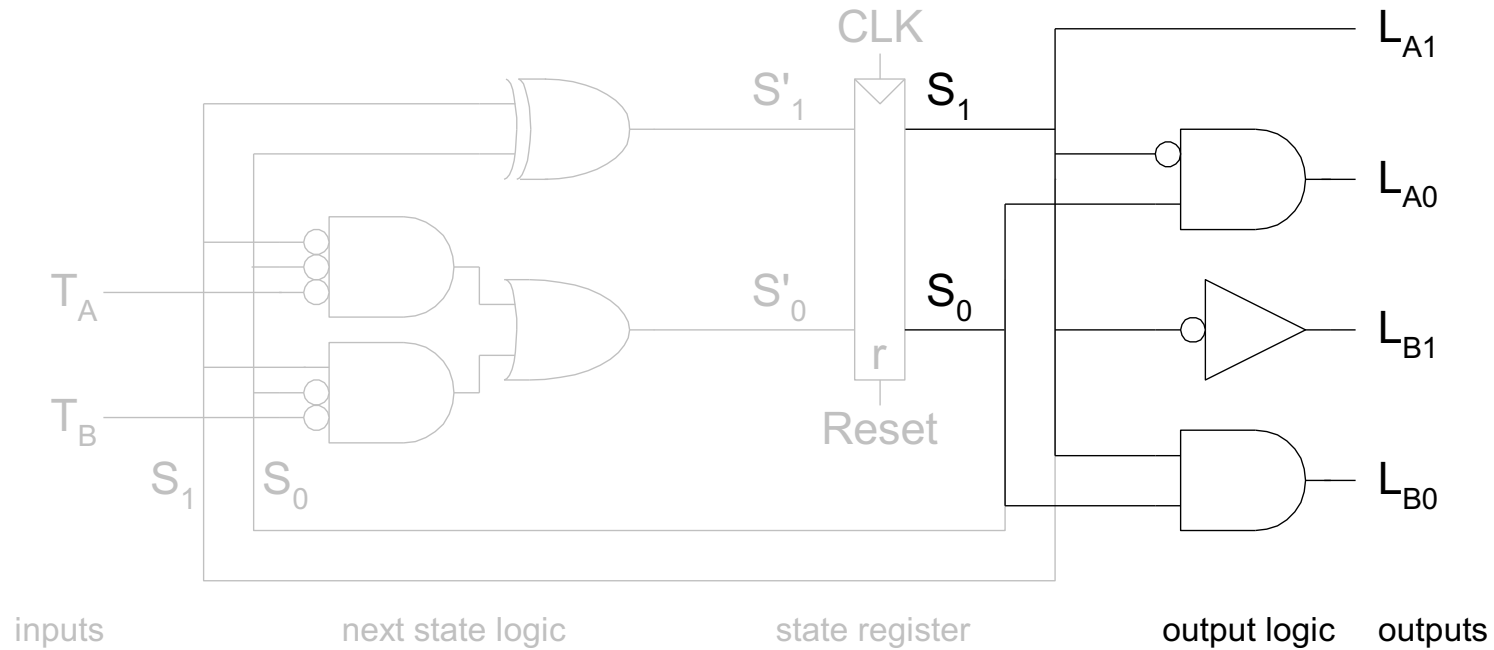 CLK
L_A1
S'_1
S_1
L_A0
T_A
S'_0
S_0
L_B1
r
T_B
Reset
S_1
S_0
L_B0
inputs
next state logic
state register
output logic
outputs